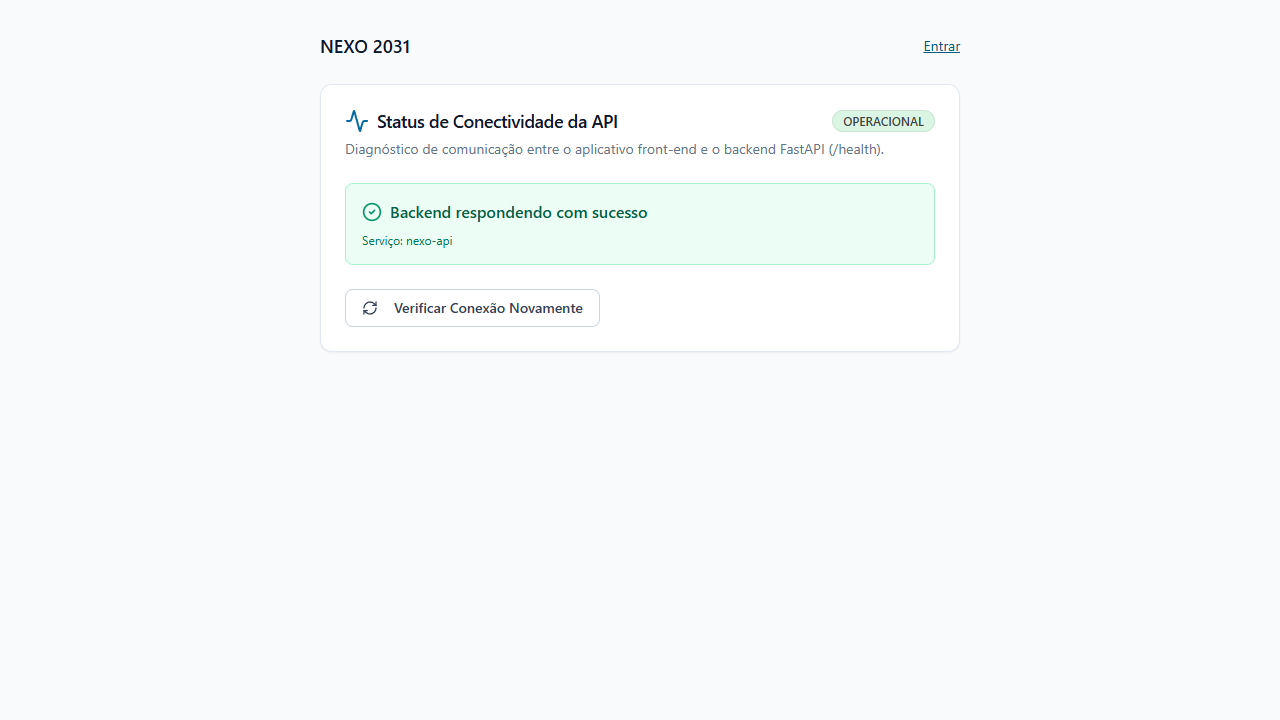 NEXO 2031
Entrar
Status de Conectividade da API
OPERACIONAL
Diagnóstico de comunicação entre o aplicativo front-end e o backend FastAPI (/health).
Backend respondendo com sucesso
Serviço: nexo-api
Verificar Conexão Novamente